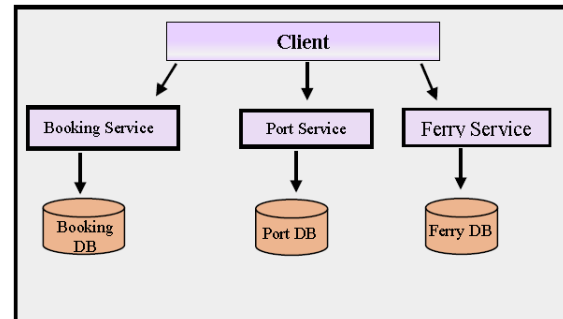 Client
Booking Service
Port Service
Ferry Service
Booking
DB
Port DB
Ferry DB